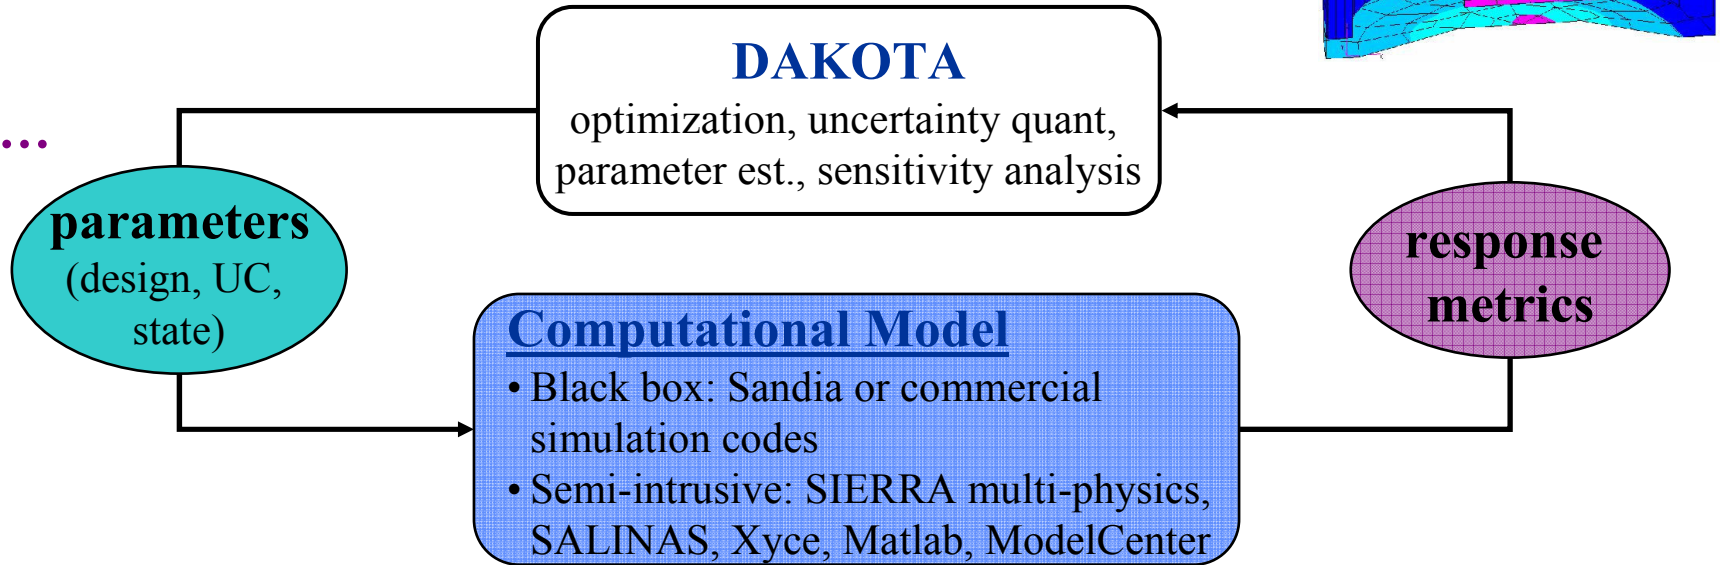 DAKOTA
optimization, uncertainty quant,
parameter est., sensitivity analysis
...
parameters
(design, UC,
state)
response
metrics
Computational Model
• Black box: Sandia or commercial
simulation codes
• Semi-intrusive: SIERRA multi-physics,
SALINAS, Xyce, Matlab, ModelCenter